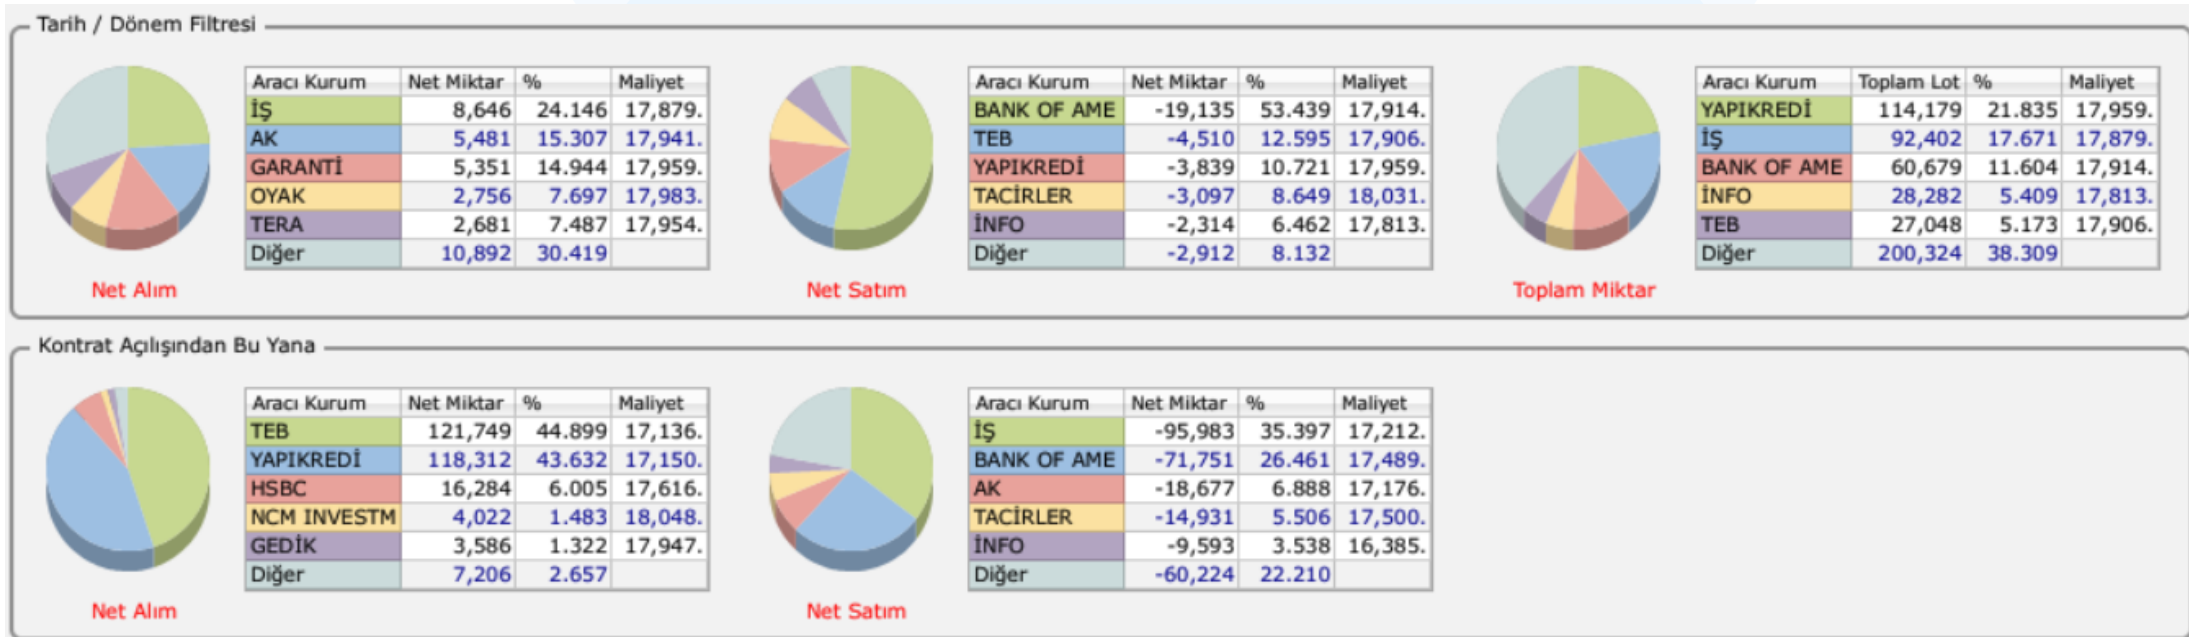 Tarih / Dönem Filtresi
Aracı Kurum Net Miktar % Maliyet
İŞ 8,646 24.146 17,879.
AK 5,481 15.307 17,941.
GARANTİ 5,351 14.944 17,959.
OYAK 2,756 7.697 17,983.
TERA 2,681 7.487 17,954.
Diğer 10,892 30.419
Net Alım
Aracı Kurum Net Miktar % Maliyet
BANK OF AME -19,135 53.439 17,914.
TEB -4,510 12.595 17,906.
YAPIKREDİ -3,839 10.721 17,959.
TACİRLER -3,097 8.649 18,031.
İNFO -2,314 6.462 17,813.
Diğer -2,912 8.132
Net Satım
Aracı Kurum Toplam Lot % Maliyet
YAPIKREDİ 114,179 21.835 17,959.
İŞ 92,402 17.671 17,879.
BANK OF AME 60,679 11.604 17,914.
İNFO 28,282 5.409 17,813.
TEB 27,048 5.173 17,906.
Diğer 200,324 38.309
Toplam Miktar
Kontrat Açılışından Bu Yana
Aracı Kurum Net Miktar % Maliyet
TEB 121,749 44.899 17,136.
YAPIKREDİ 118,312 43.632 17,150.
HSBC 16,284 6.005 17,616.
NCM INVESTM 4,022 1.483 18,048.
GEDİK 3,586 1.322 17,947.
Diğer 7,206 2.657
Net Alım
Aracı Kurum Net Miktar % Maliyet
İŞ -95,983 35.397 17,212.
BANK OF AME -71,751 26.461 17,489.
AK -18,677 6.888 17,176.
TACİRLER -14,931 5.506 17,500.
İNFO -9,593 3.538 16,385.
Diğer -60,224 22.210
Net Satım